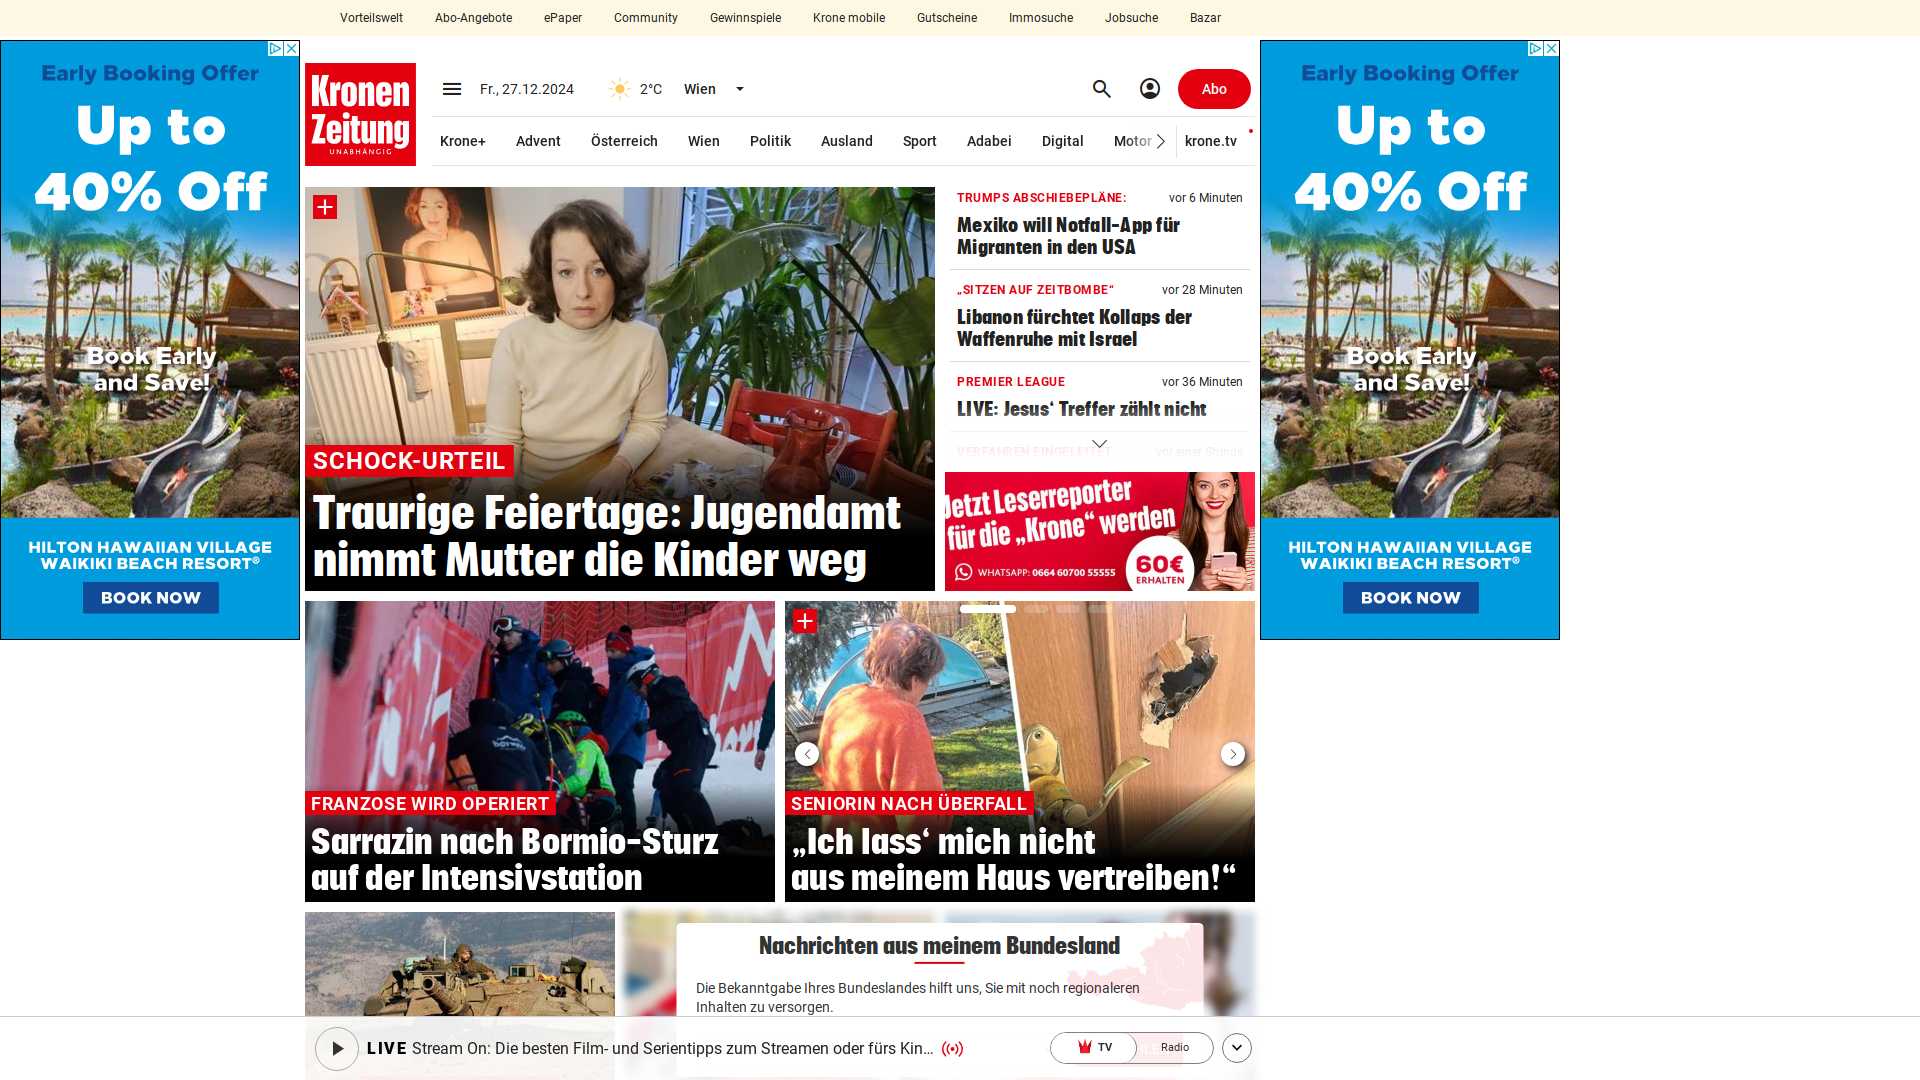 Vorteilswelt
Abo-Angebote
ePaper
Community
Gewinnspiele
Krone mobile
Gutscheine
Immosuche
Jobsuche
Bazar
Early Booking Offer
Up to
40% Off
Book Early
and Save!
HILTON HAWAIIAN VILLAGE
WAIKIKI BEACH RESORT®
BOOK NOW
Kronen
Zeitung
UNABHÄNGIG
Fr., 27.12.2024
2°C
Wien
Abo
Krone+
Advent
Österreich
Wien
Politik
Ausland
Sport
Adabei
Digital
Motor
krone.tv
SCHOCK-URTEIL
Traurige Feiertage: Jugendamt
nimmt Mutter die Kinder weg
TRUMPS ABSCHIEBEPLÄNE:
vor 6 Minuten
Mexiko will Notfall-App für
Migranten in den USA
„SITZEN AUF ZEITBOMBE“
vor 28 Minuten
Libanon fürchtet Kollaps der
Waffenruhe mit Israel
PREMIER LEAGUE
vor 36 Minuten
LIVE: Jesus‘ Treffer zählt nicht
VERFAHREN EINGELEITET
vor einer Stunde
Jetzt Leserreporter
für die „Krone“ werden
WHATSAPP: 0664 60700 55555
60€
ERHALTEN
FRANZOSE WIRD OPERIERT
Sarrazin nach Bormio-Sturz
auf der Intensivstation
SENIORIN NACH ÜBERFALL
„Ich lass‘ mich nicht
aus meinem Haus vertreiben!“
Early Booking Offer
Up to
40% Off
Book Early
and Save!
HILTON HAWAIIAN VILLAGE
WAIKIKI BEACH RESORT®
BOOK NOW
Nachrichten aus meinem Bundesland
Die Bekanntgabe Ihres Bundeslandes hilft uns, Sie mit noch regionaleren
Inhalten zu versorgen.
LIVE Stream On: Die besten Film- und Serientipps zum Streamen oder fürs Kin...
TV
Radio